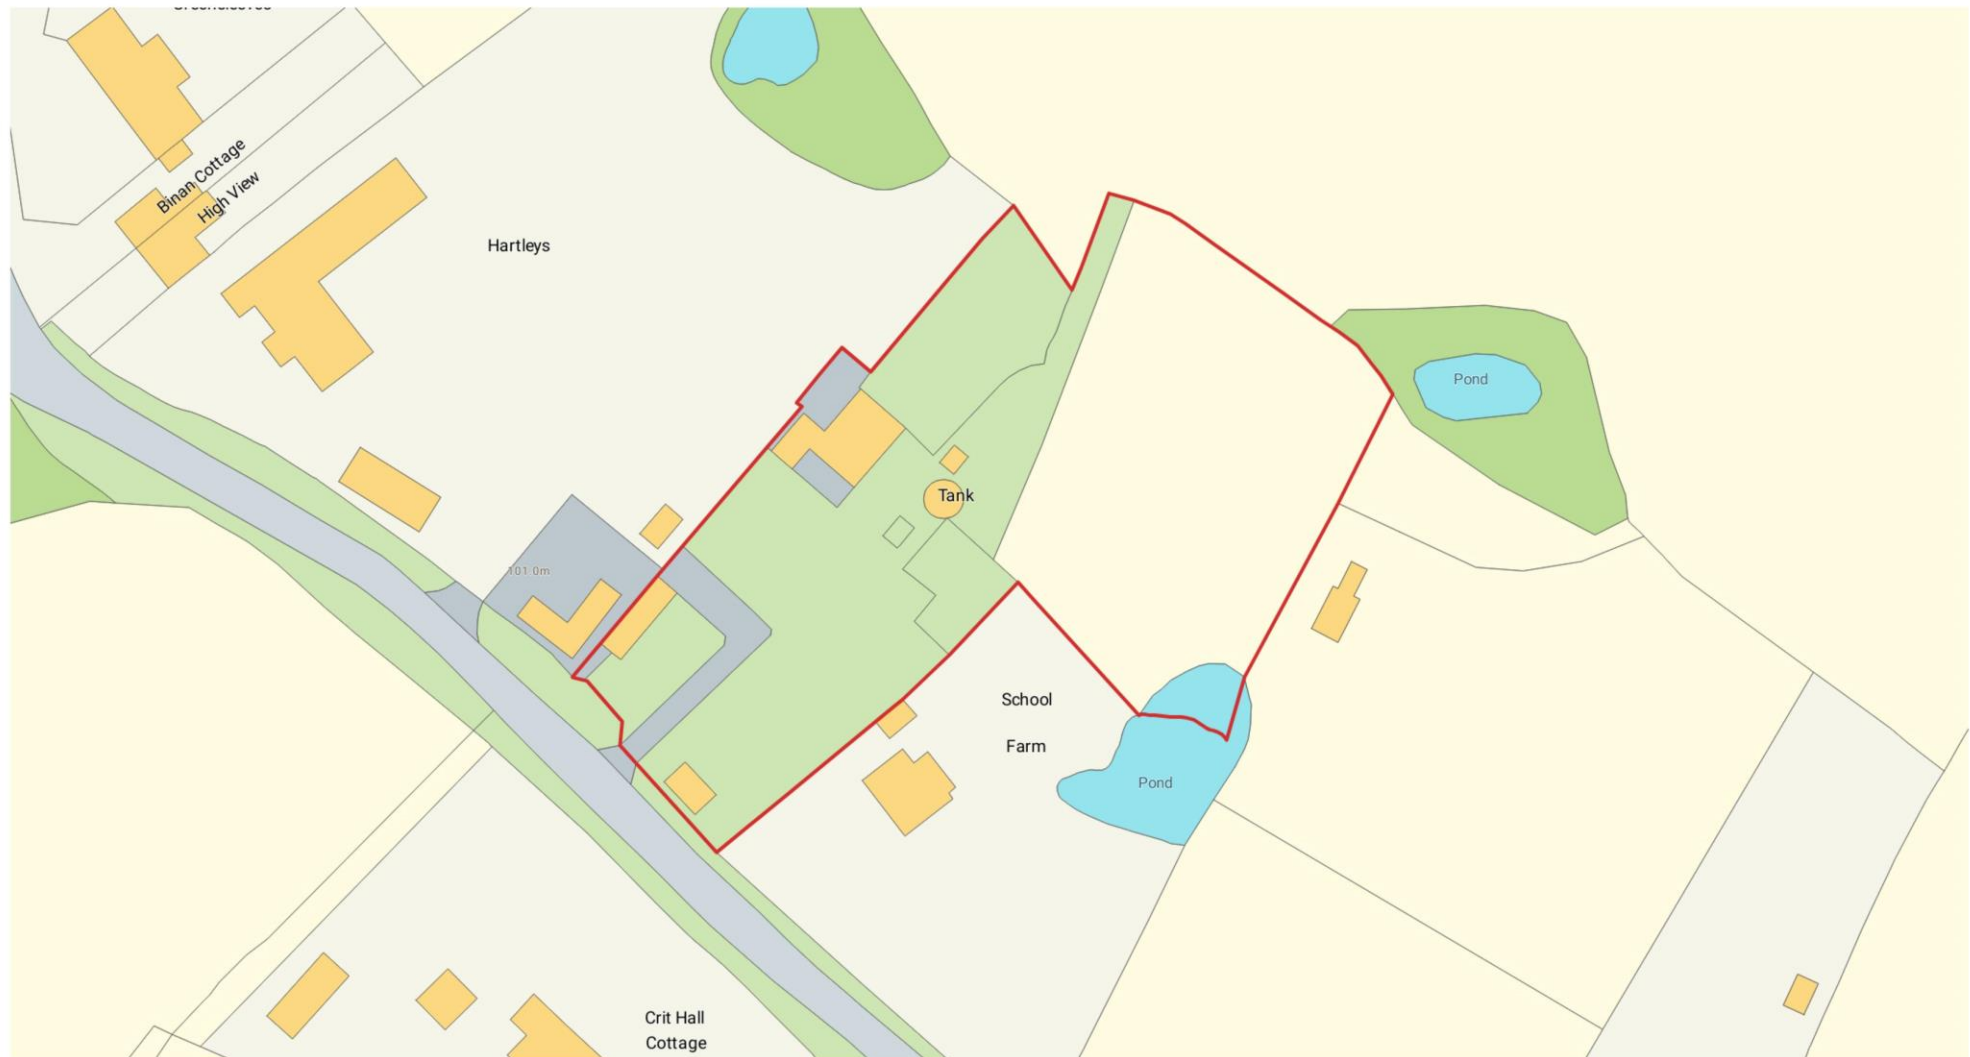 Binan Cottage
High View
Hartleys
Pond
Tank
101.0m
School
Farm
Pond
Crit Hall
Cottage